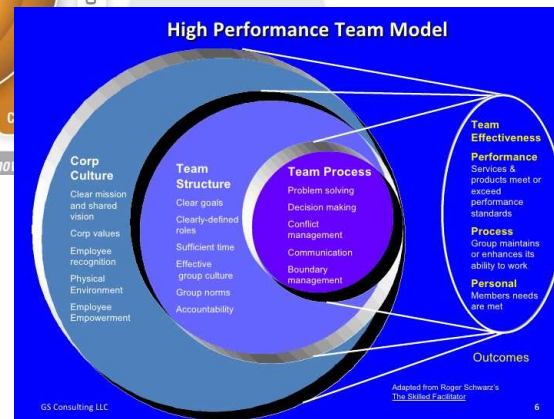 High Performance Team Model
Corp
Culture
Clear mission
and shared
vision
Corp values
Employee
recognition
Physical
Environment
Employee
Empowerment
Team
Structure
Clear goals
Clearly-defined
roles
Sufficient time
Effective
group culture
Group norms
Accountability
Team Process
Problem solving
Decision making
Conflict
management
Communication
Boundary
management
Team
Effectiveness
Performance
Services &
products meet or
exceed
performance
standards
Process
Group maintains
or enhances its
ability to work
Personal
Members needs
are met
Outcomes
Adapted from Roger Schwarz's
The Skilled Facilitator
GS Consulting LLC
6